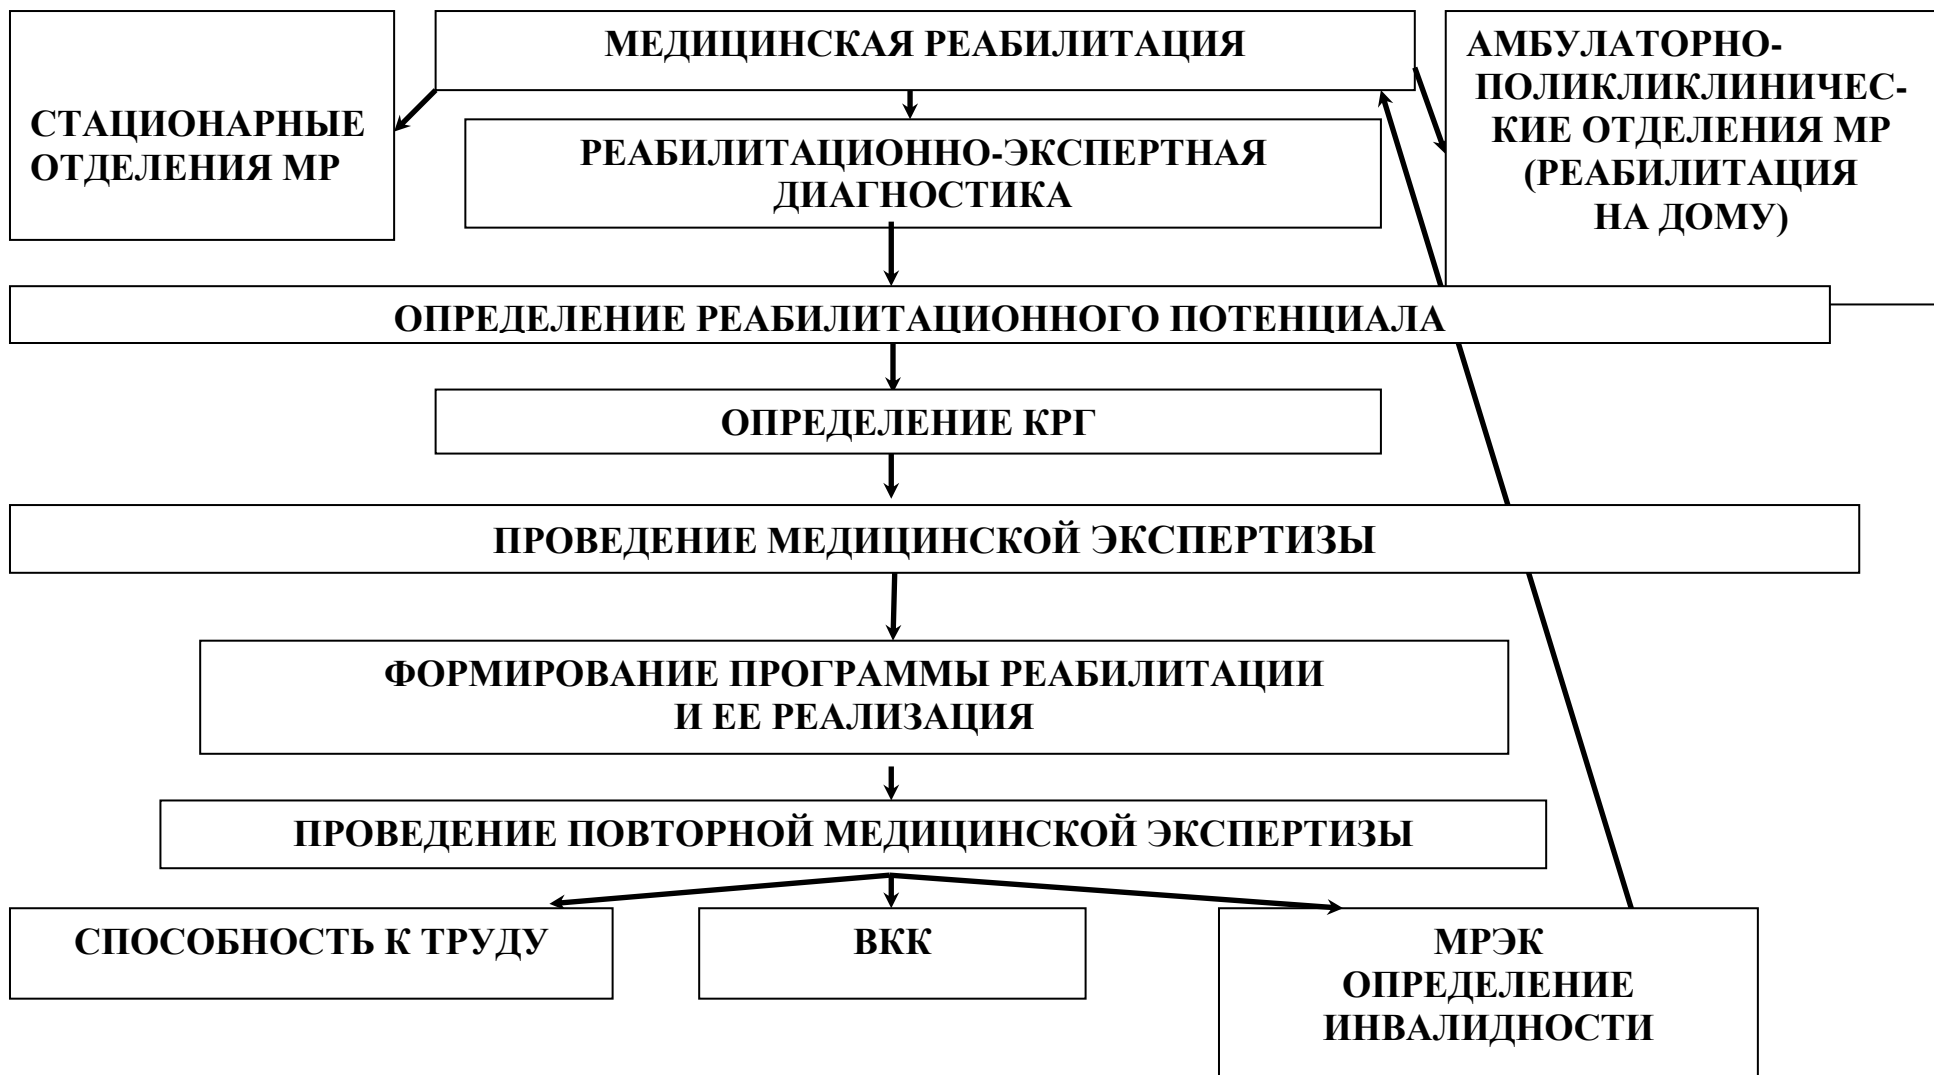 МЕДИЦИНСКАЯ РЕАБИЛИТАЦИЯ
СТАЦИОНАРНЫЕ
ОТДЕЛЕНИЯ МР
АМБУЛАТОРНО-
ПОЛИКЛИКЛИНИЧЕС-
КИЕ ОТДЕЛЕНИЯ МР
(РЕАБИЛИТАЦИЯ
НА ДОМУ)
РЕАБИЛИТАЦИОННО-ЭКСПЕРТНАЯ
ДИАГНОСТИКА
ОПРЕДЕЛЕНИЕ РЕАБИЛИТАЦИОННОГО ПОТЕНЦИАЛА
ОПРЕДЕЛЕНИЕ КРГ
ПРОВЕДЕНИЕ МЕДИЦИНСКОЙ ЭКСПЕРТИЗЫ
ФОРМИРОВАНИЕ ПРОГРАММЫ РЕАБИЛИТАЦИИ
И ЕЕ РЕАЛИЗАЦИЯ
ПРОВЕДЕНИЕ ПОВТОРНОЙ МЕДИЦИНСКОЙ ЭКСПЕРТИЗЫ
СПОСОБНОСТЬ К ТРУДУ
ВКК
МРЭК
ОПРЕДЕЛЕНИЕ
ИНВАЛИДНОСТИ